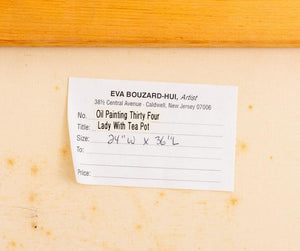 EVA BOUZARD-HUI, Artist
38½ Central Avenue · Caldwell, New Jersey 07006
No. Oil Painting Thirty Four
Title: Lady With Tea Pot
Size: 24"W x 36"L
To:
Price: